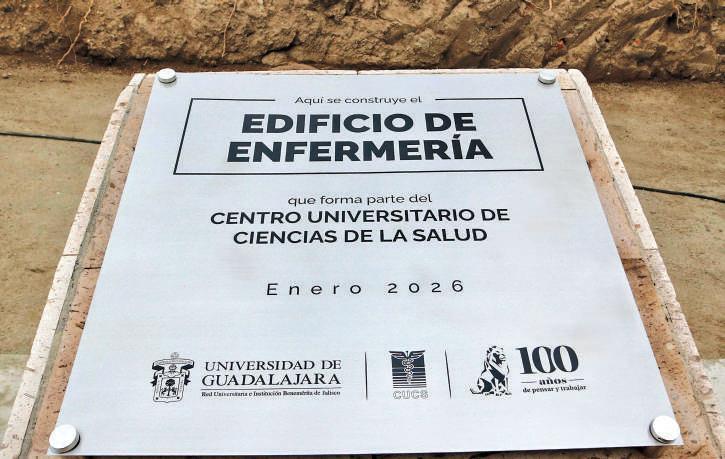 Aquí se construye el
EDIFICIO DE
ENFERMERÍA
que forma parte del
CENTRO UNIVERSITARIO DE
CIENCIAS DE LA SALUD
Enero 2026
UNIVERSIDAD DE
GUADALAJARA
Red Universitaria e Institución Benemérita de Jalisco
CUCS
100
años
de pensar y trabajar